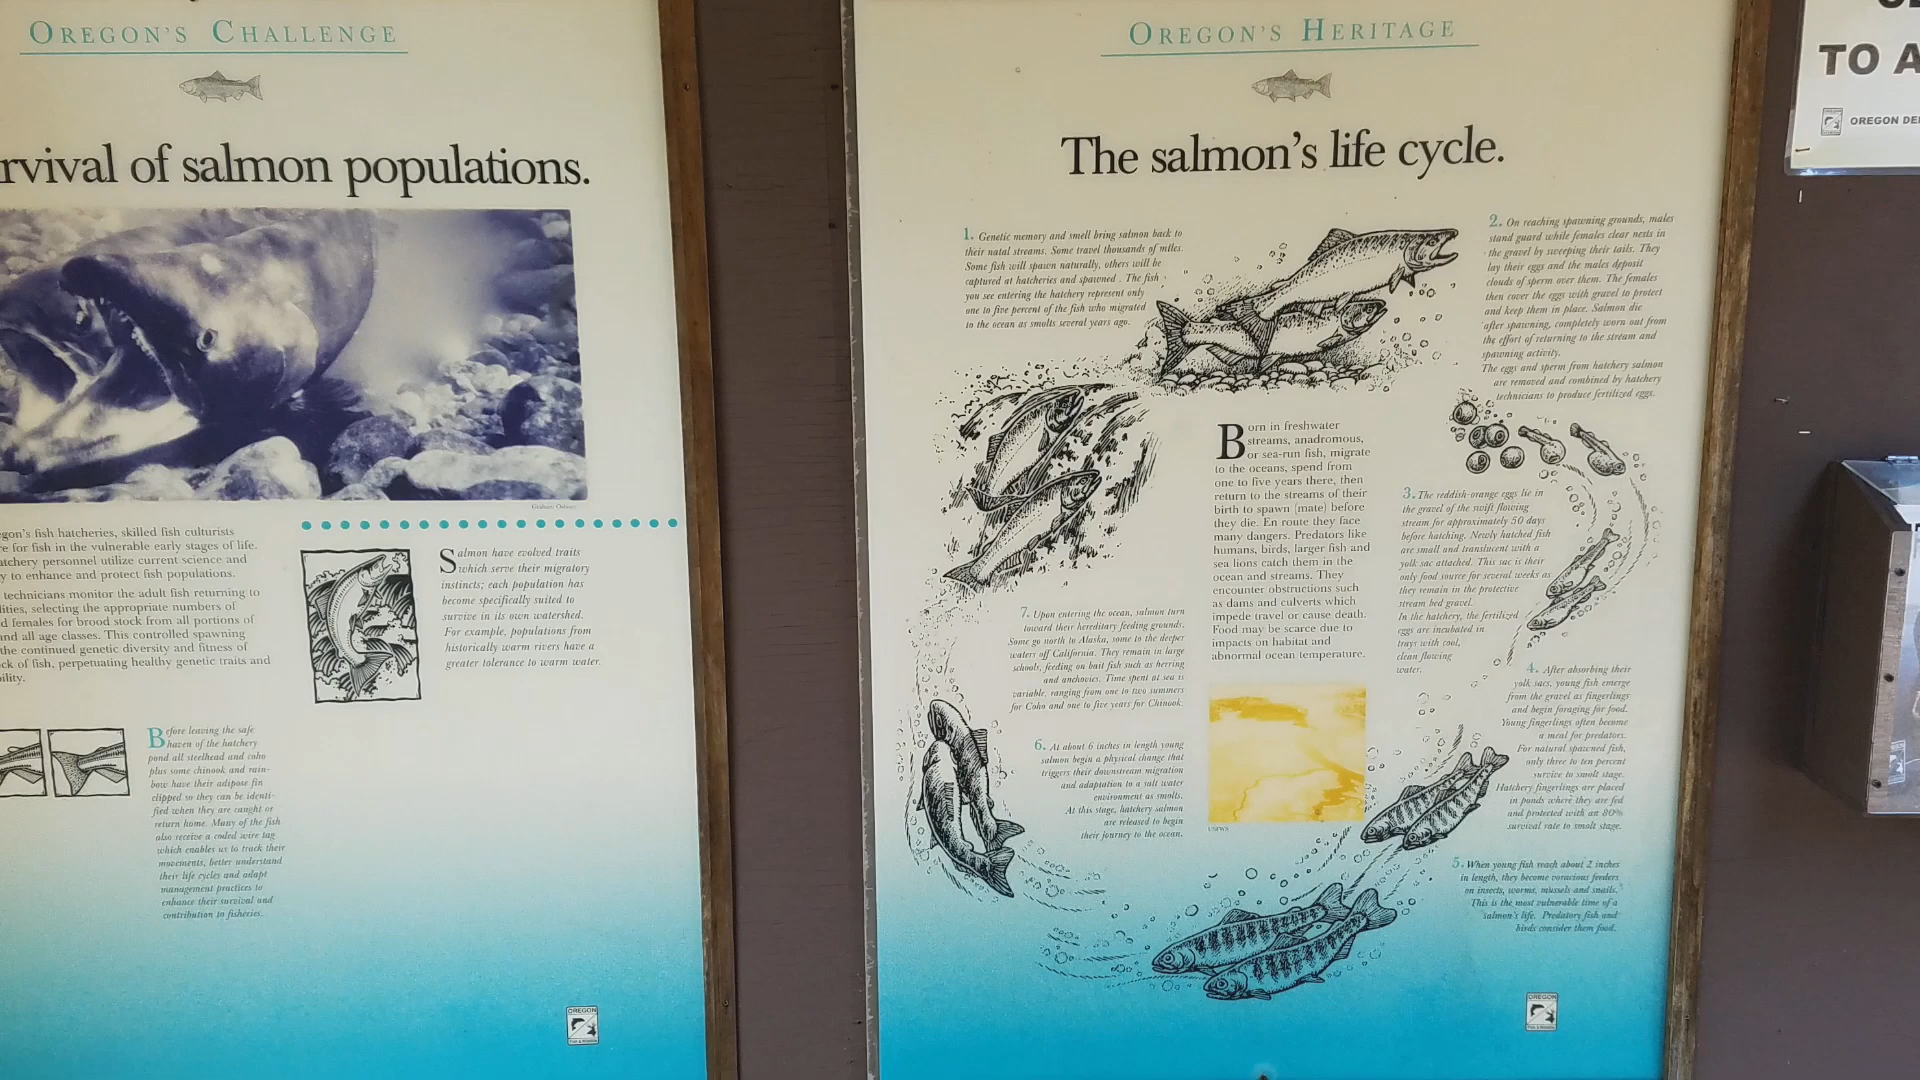 OREGON'S CHALLENGE
rvival of salmon populations.
Graham Osborn
egon's fish hatcheries, skilled fish culturists
re for fish in the vulnerable early stages of life.
atchery personnel utilize current science and
y to enhance and protect fish populations.
technicians monitor the adult fish returning to
lities, selecting the appropriate numbers of
d females for brood stock from all portions of
and all age classes. This controlled spawning
the continued genetic diversity and fitness of
ck of fish, perpetuating healthy genetic traits and
bility.
Salmon have evolved traits
which serve their migratory
instincts; each population has
become specifically suited to
survive in its own watershed.
For example, populations from
historically warm rivers have a
greater tolerance to warm water.
Before leaving the safe
haven of the hatchery
pond all steelhead and coho
plus some chinook and rain-
bow have their adipose fin
clipped so they can be identi-
fied when they are caught or
return home. Many of the fish
also receive a coded wire tag
which enables us to track their
movements, better understand
their life cycles and adapt
management practices to
enhance their survival and
contribution to fisheries.
OREGON
Fish & Wildlife
OREGON'S HERITAGE
The salmon's life cycle.
1. Genetic memory and smell bring salmon back to
their natal streams. Some travel thousands of miles.
Some fish will spawn naturally, others will be
captured at hatcheries and spawned . The fish
you see entering the hatchery represent only
one to five percent of the fish who migrated
to the ocean as smolts several years ago.
2. On reaching spawning grounds, males
stand guard while females clear nests in
the gravel by sweeping their tails. They
lay their eggs and the males deposit
clouds of sperm over them. The females
then cover the eggs with gravel to protect
and keep them in place. Salmon die
after spawning, completely worn out from
the effort of returning to the stream and
spawning activity.
The eggs and sperm from hatchery salmon
are removed and combined by hatchery
technicians to produce fertilized eggs.
Born in freshwater
streams, anadromous,
or sea-run fish, migrate
to the oceans, spend from
one to five years there, then
return to the streams of their
birth to spawn (mate) before
they die. En route they face
many dangers. Predators like
humans, birds, larger fish and
sea lions catch them in the
ocean and streams. They
encounter obstructions such
as dams and culverts which
impede travel or cause death.
Food may be scarce due to
impacts on habitat and
abnormal ocean temperature.
USFWS
3. The reddish-orange eggs lie in
the gravel of the swift flowing
stream for approximately 50 days
before hatching. Newly hatched fish
are small and translucent with a
yolk sac attached. This sac is their
only food source for several weeks as
they remain in the protective
stream bed gravel.
In the hatchery, the fertilized
eggs are incubated in
trays with cool,
clean flowing
water.
4. After absorbing their
yolk sacs, young fish emerge
from the gravel as fingerlings
and begin foraging for food.
Young fingerlings often become
a meal for predators.
For natural spawned fish,
only three to ten percent
survive to smolt stage.
Hatchery fingerlings are placed
in ponds where they are fed
and protected with an 80%
survival rate to smolt stage.
5. When young fish reach about 2 inches
in length, they become voracious feeders
on insects, worms, mussels and snails.
This is the most vulnerable time of a
salmon's life. Predatory fish and
birds consider them food.
6. At about 6 inches in length young
salmon begin a physical change that
triggers their downstream migration
and adaptation to a salt water
environment as smolts.
At this stage, hatchery salmon
are released to begin
their journey to the ocean.
7. Upon entering the ocean, salmon turn
toward their hereditary feeding grounds.
Some go north to Alaska, some to the deeper
waters off California. They remain in large
schools, feeding on bait fish such as herring
and anchovies. Time spent at sea is
variable, ranging from one to two summers
for Coho and one to five years for Chinook.
OREGON
Fish & Wildlife
TO A
OREGON DE